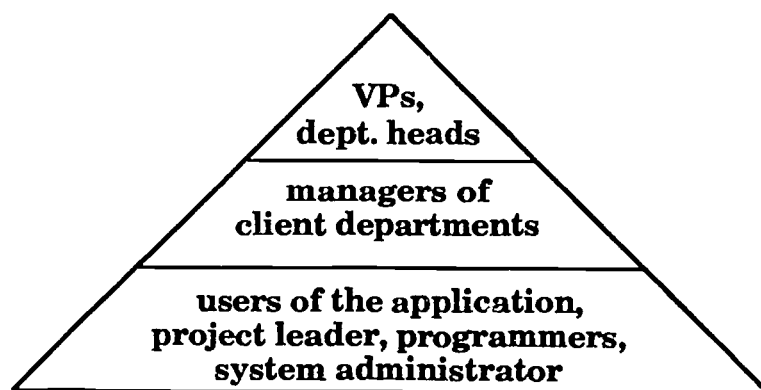 VPs,
dept. heads
managers of
client departments
users of the application,
project leader, programmers,
system administrator